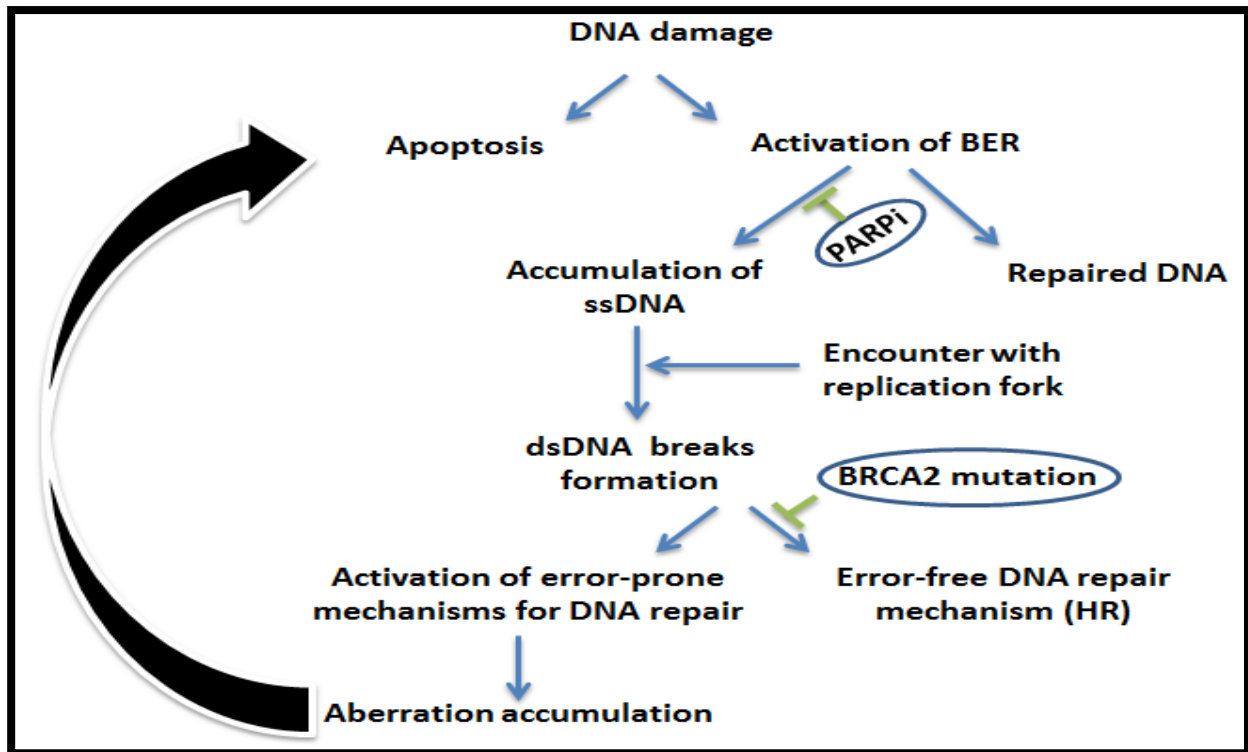 DNA damage
Apoptosis
Activation of BER
PARPi
Accumulation of
ssDNA
Repaired DNA
Encounter with
replication fork
dsDNA breaks
formation
BRCA2 mutation
Activation of error-prone
mechanisms for DNA repair
Error-free DNA repair
mechanism (HR)
Aberration accumulation